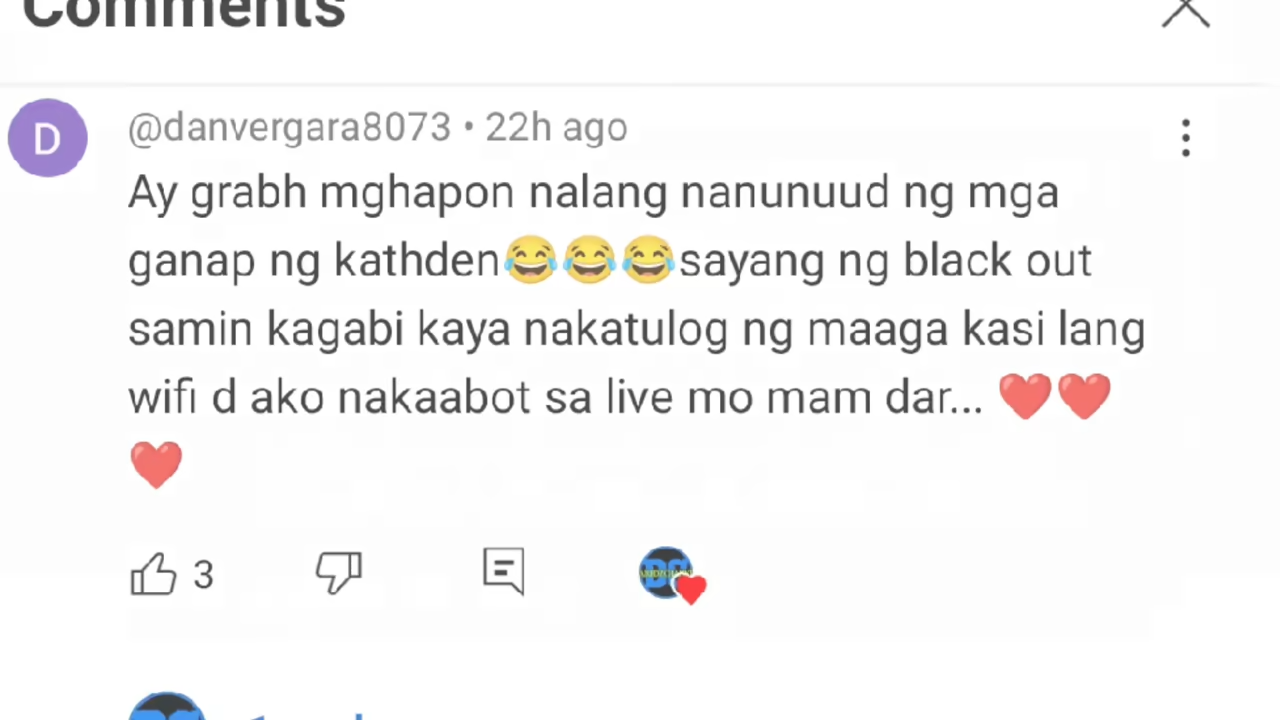 Comments
@danvergara8073 • 22h ago
D
Ay grabh mghapon nalang nanunuud ng mga
ganap ng kathden😂😂😂sayang ng black out
samin kagabi kaya nakatulog ng maaga kasi lang
wifi d ako nakaabot sa live mo mam dar... ❤️❤️
❤️
3